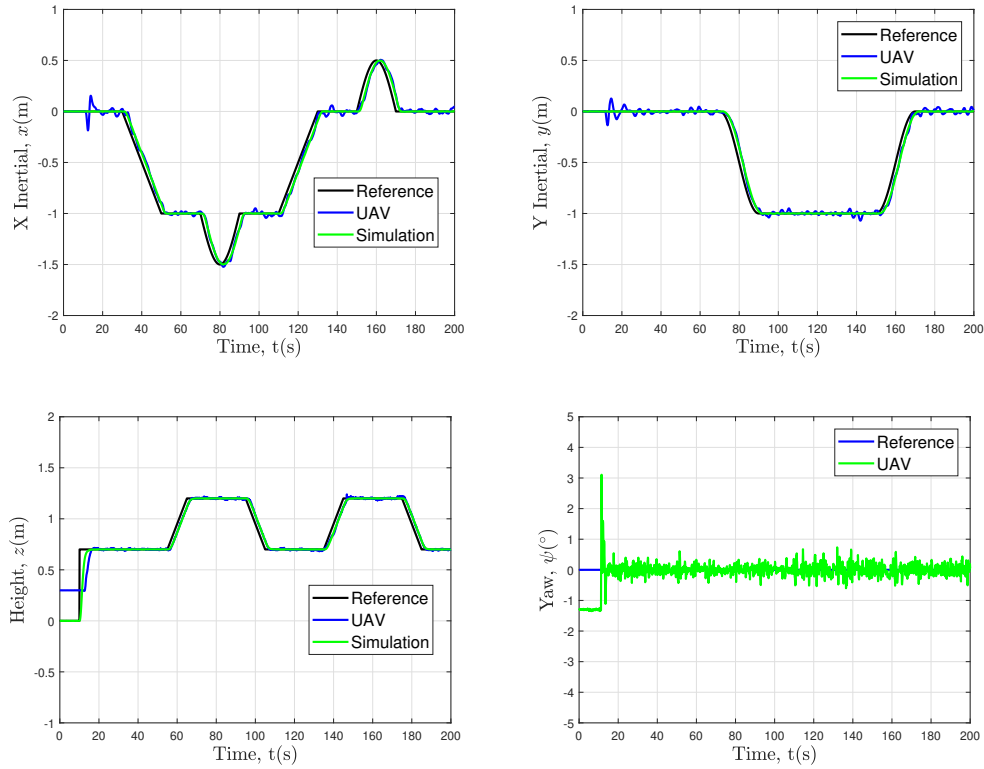 1
0.5
0
-0.5
-1
-1.5
-2
X Inertial, x(m)
Reference
UAV
Simulation
0 20 40 60 80 100 120 140 160 180 200
Time, t(s)
1
0.5
0
-0.5
-1
-1.5
-2
Y Inertial, y(m)
Reference
UAV
Simulation
0 20 40 60 80 100 120 140 160 180 200
Time, t(s)
2
1.5
1
0.5
0
-0.5
-1
Height, z(m)
Reference
UAV
Simulation
0 20 40 60 80 100 120 140 160 180 200
Time, t(s)
5
4
3
2
1
0
-1
-2
-3
-4
-5
Yaw, ψ(°)
Reference
UAV
0 20 40 60 80 100 120 140 160 180 200
Time, t(s)